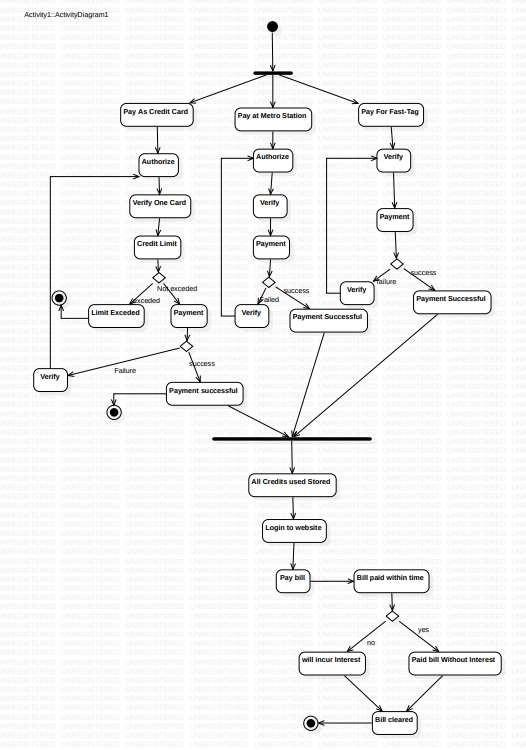 Activity1::ActivityDiagram1
Pay As Credit Card
Pay at Metro Station
Pay For Fast-Tag
Authorize
Authorize
Verify
Verify One Card
Verify
Payment
Credit Limit
Payment
success
Not exceded
exceded
success
failure
Verify
Failed
Payment Successful
Limit Exceded
Payment
Verify
Payment Successful
success
Failure
Verify
Payment successful
All Credits used Stored
Login to website
Pay bill
Bill paid within time
yes
no
will incur Interest
Paid bill Without Interest
Bill cleared